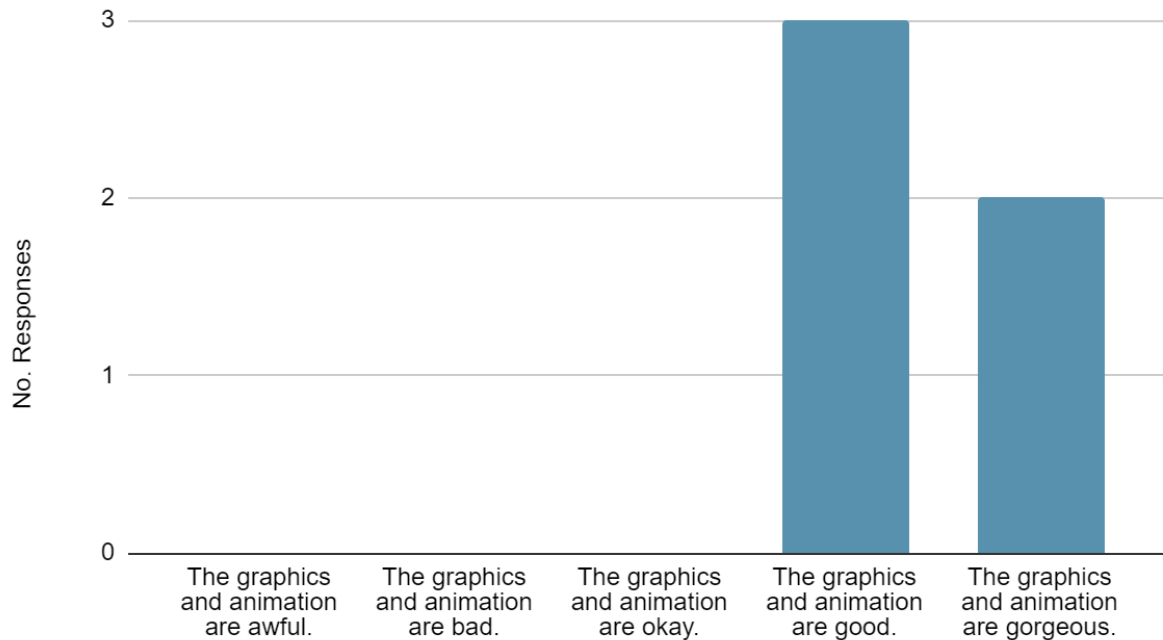 3
2
1
0
No. Responses
The graphics
and animation
are awful.
The graphics
and animation
are bad.
The graphics
and animation
are okay.
The graphics
and animation
are good.
The graphics
and animation
are gorgeous.